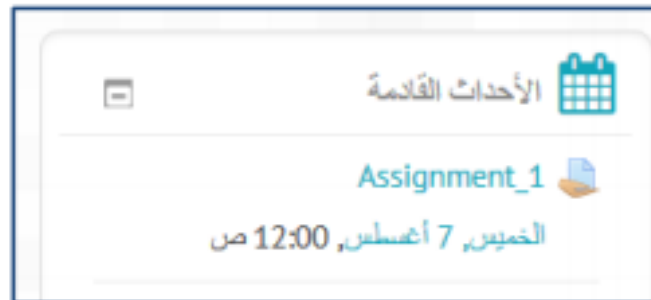 الأحداث القادمة
Assignment_1
الخميس, 7 أغسطس, 12:00 ص